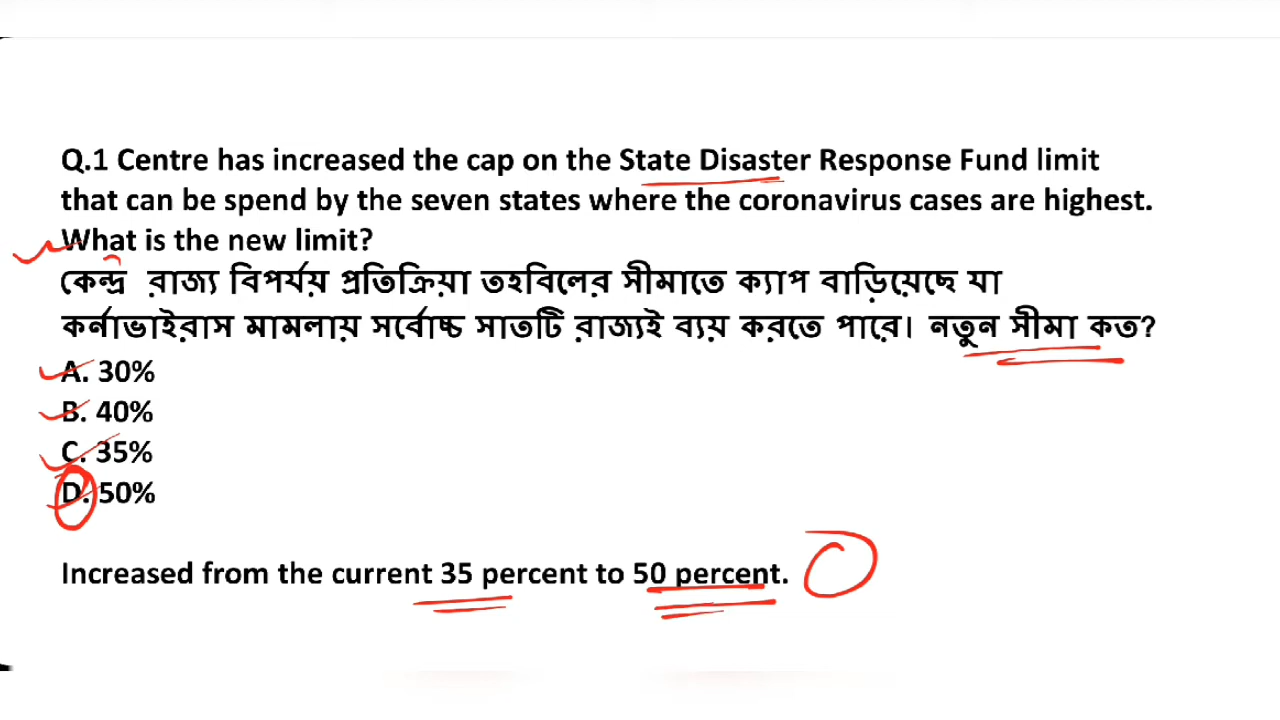 Q.1 Centre has increased the cap on the State Disaster Response Fund limit
that can be spend by the seven states where the coronavirus cases are highest.
What is the new limit?
কেন্দ্র রাজ্য বিপর্যয় প্রতিক্রিয়া তহবিলের সীমাতে ক্যাপ বাড়িয়েছে যা
কর্নাভাইরাস মামলায় সর্বোচ্চ সাতটি রাজ্যই ব্যয় করতে পারে। নতুন সীমা কত?
A. 30%
B. 40%
C. 35%
D. 50%
Increased from the current 35 percent to 50 percent.